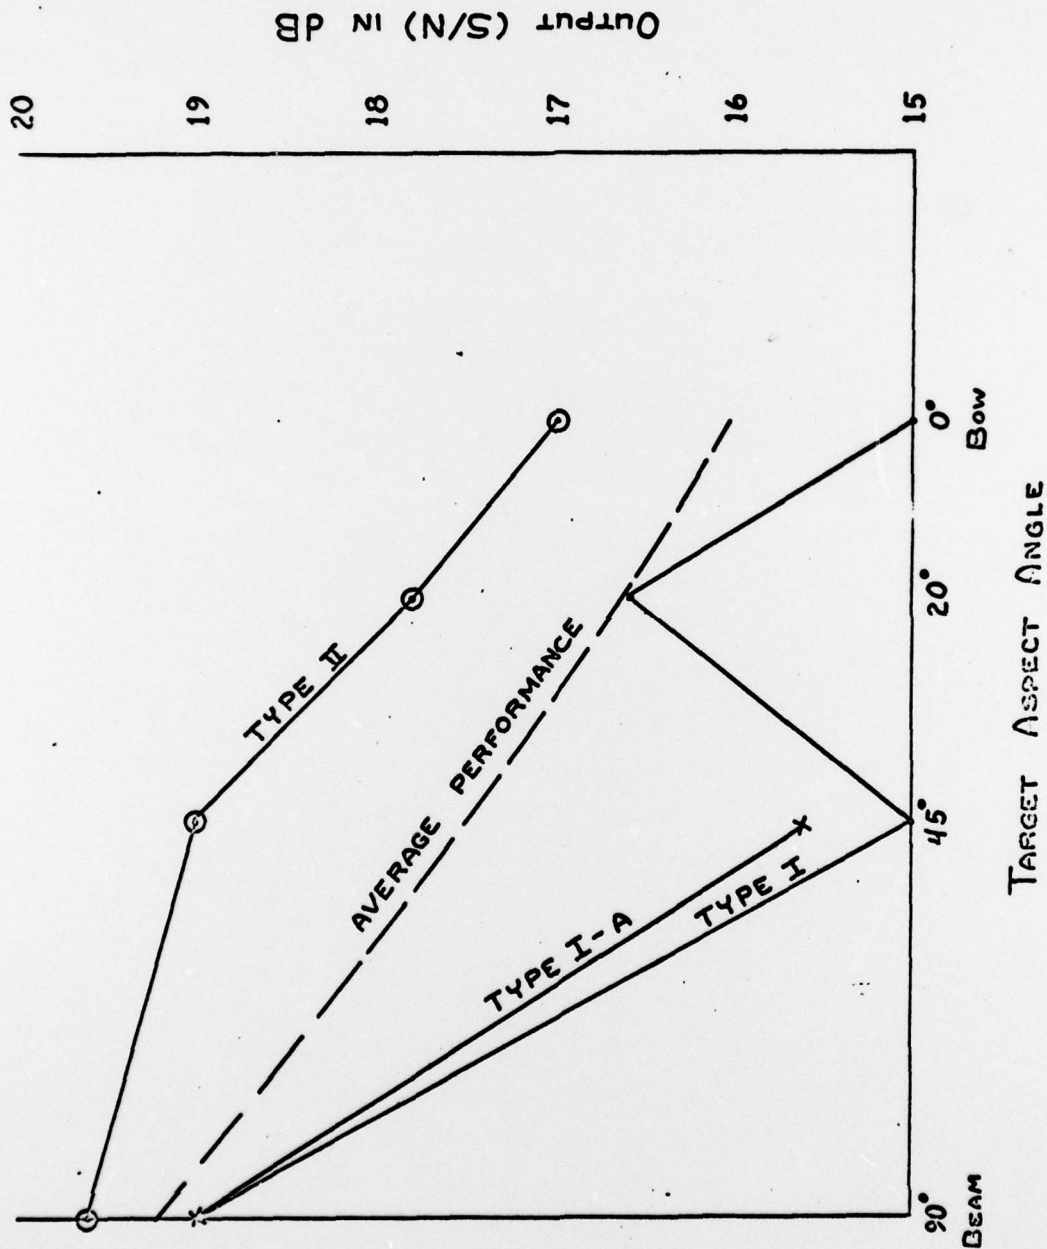 OUTPUT (S/N) IN dB
20
19
18
17
16
15
TYPE II
AVERAGE PERFORMANCE
TYPE I-A
TYPE I
90°
45°
20°
0°
BEAM
BOW
TARGET ASPECT ANGLE